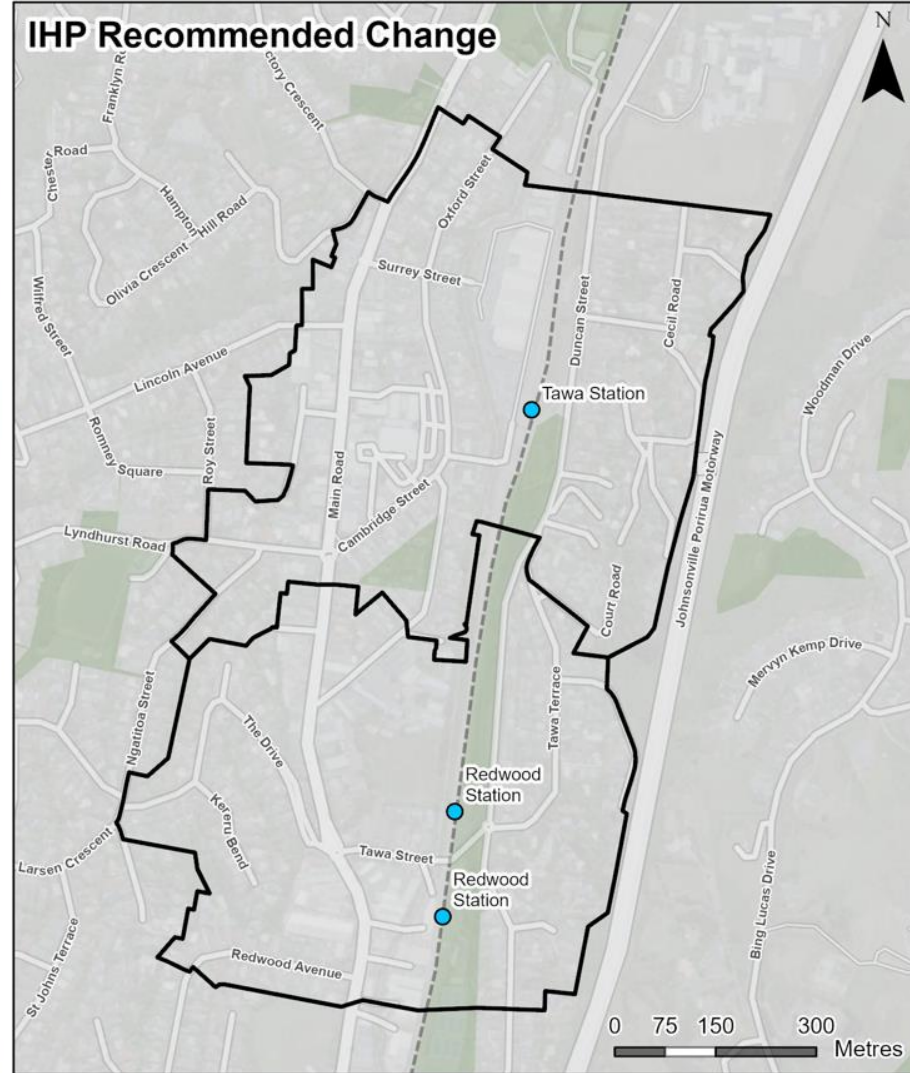 IHP Recommended Change
N
Franklyn Ro
ctory Crescent
Chester
Road
Hampton
Hill Road
Olivia Crescent
Oxford Street
Surrey Street
Wilfred Street
Lincoln Avenue
Duncan Street
Cecil Road
Woodman Drive
Tawa Station
Romney Square
Roy Street
Main Road
Johnsonville Porirua Motorway
Lyndhurst Road
Cambridge Street
Court Road
Mervyn Kemp Drive
Ngatitoa Street
Tawa Terrace
The Drive
Redwood
Station
Kereru Bend
Larsen Crescent
Tawa Street
Redwood
Station
St Johns Terrace
Redwood Avenue
Bing Lucas Drive
0 75 150 300
Metres